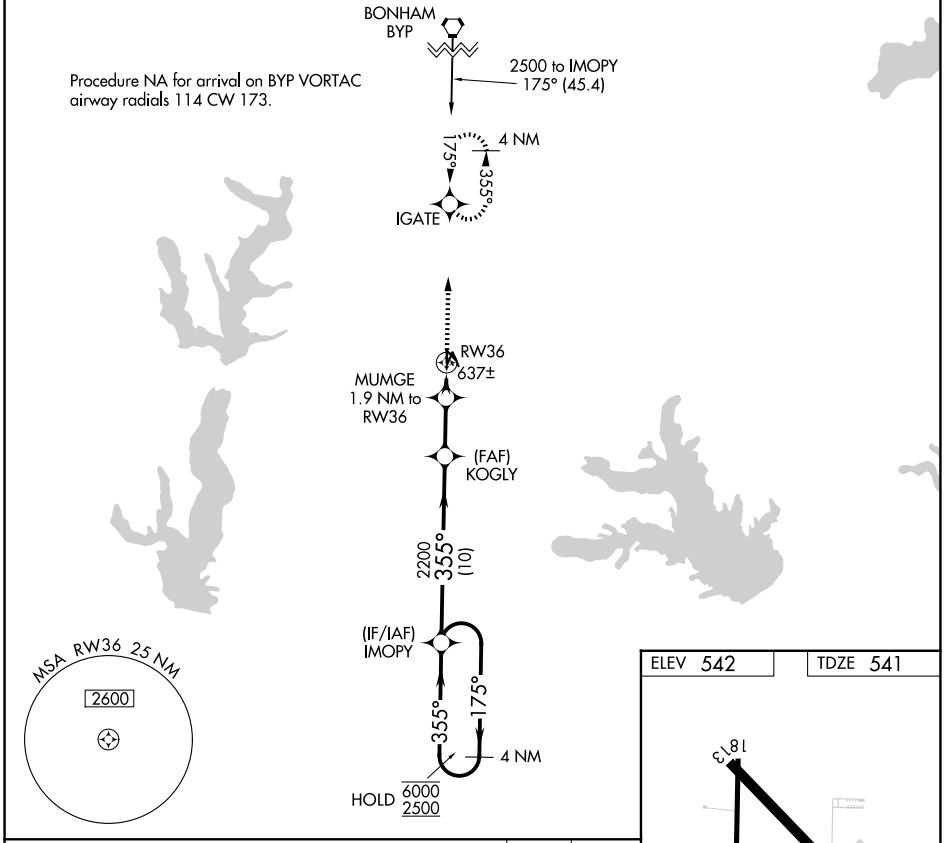 BONHAM
BYP
Procedure NA for arrival on BYP VORTAC
airway radials 114 CW 173.
2500 to IMOPY
175° (45.4)
4 NM
175°
355°
IGATE
RW36
637±
MUMGE
1.9 NM to
RW36
(FAF)
KOGLY
2200
355°
(10)
(IF/IAF)
IMOPY
355°
175°
4 NM
HOLD
6000
2500
MSA RW36 25 NM
2600
ELEV 542
TDZE 541
13
18